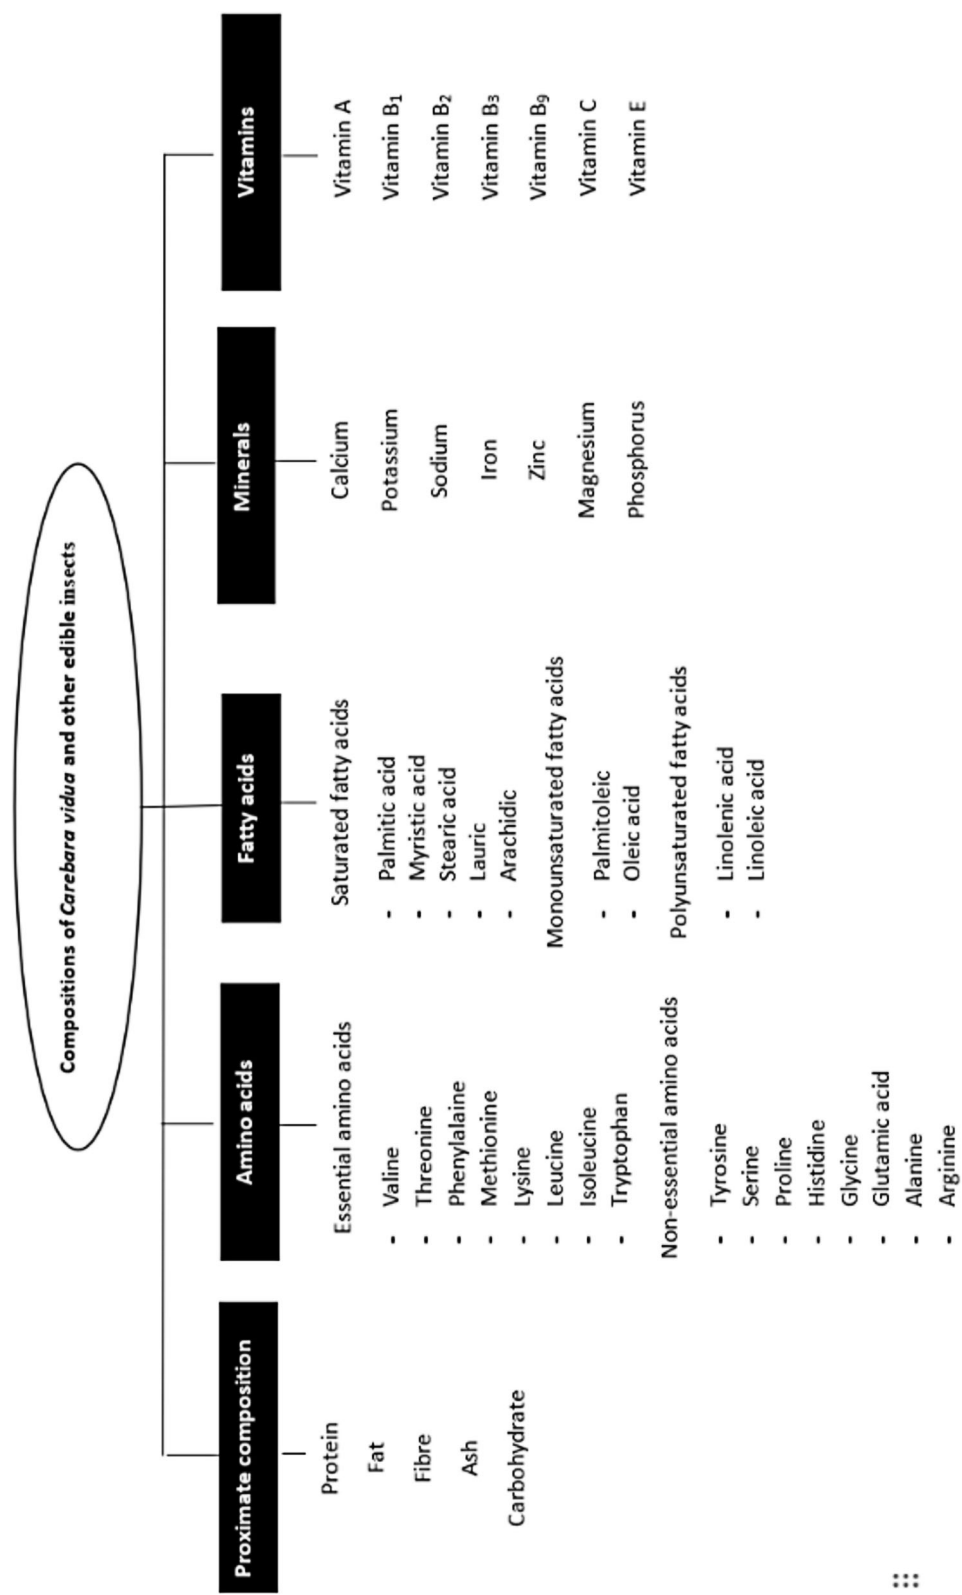 Compositions of Carebara vidua and other edible insects
Proximate composition
Protein
Fat
Fibre
Ash
Carbohydrate
Amino acids
Essential amino acids
- Valine
- Threonine
- Phenylalaine
- Methionine
- Lysine
- Leucine
- Isoleucine
- Tryptophan
Non-essential amino acids
- Tyrosine
- Serine
- Proline
- Histidine
- Glycine
- Glutamic acid
- Alanine
- Arginine
Fatty acids
Saturated fatty acids
- Palmitic acid
- Myristic acid
- Stearic acid
- Lauric
- Arachidic
Monounsaturated fatty acids
- Palmitoleic
- Oleic acid
Polyunsaturated fatty acids
- Linolenic acid
- Linoleic acid
Minerals
Calcium
Potassium
Sodium
Iron
Zinc
Magnesium
Phosphorus
Vitamins
Vitamin A
Vitamin B₁
Vitamin B₂
Vitamin B₃
Vitamin B₉
Vitamin C
Vitamin E